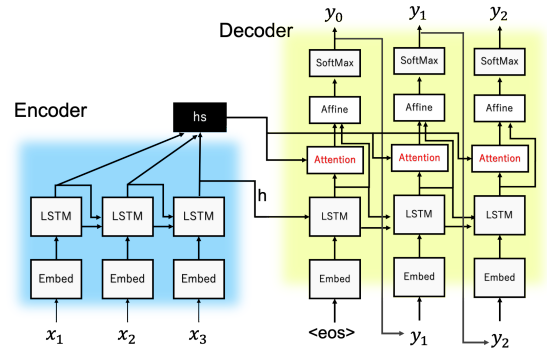 y₀ y₁ y₂
Decoder
SoftMax SoftMax SoftMax
Encoder
hs
Affine Affine Affine
Attention Attention Attention
h
LSTM LSTM LSTM LSTM LSTM LSTM
Embed Embed Embed Embed Embed Embed
x₁ x₂ x₃ <eos> y₁ y₂